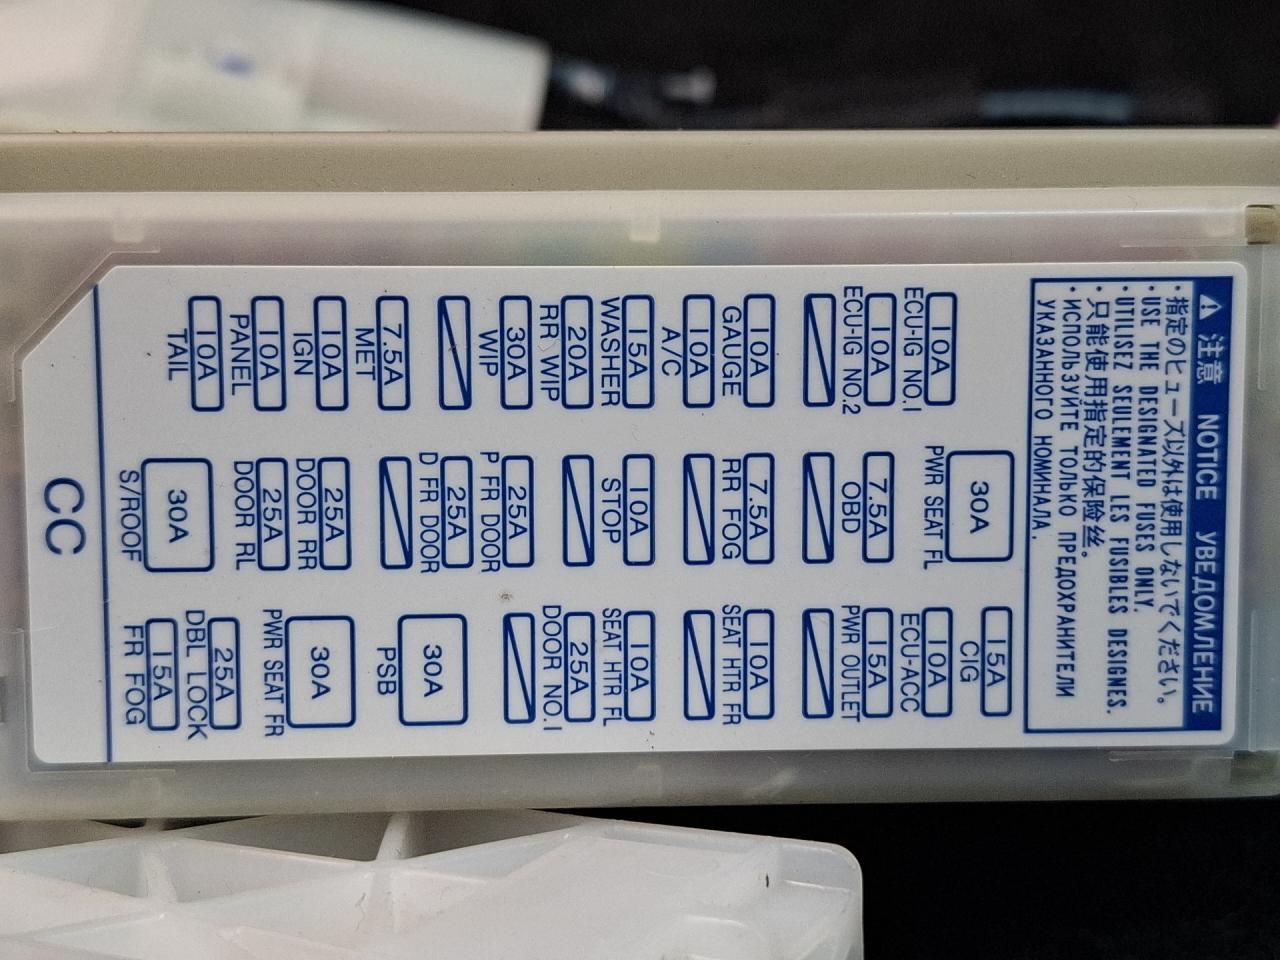 注意 NOTICE УВЕДОМЛЕНИЕ
・指定のヒューズ以外は使用しないでください。
・USE THE DESIGNATED FUSES ONLY.
・UTILISEZ SEULEMENT LES FUSIBLES DESIGNES.
・只能使用指定的保险丝。
・ИСПОЛЬЗУЙТЕ ТОЛЬКО ПРЕДОХРАНИТЕЛИ
УКАЗАННОГО НОМИНАЛА.
10A
ECU-IG NO.1
10A
ECU-IG NO.2
10A
GAUGE
10A
A/C
15A
WASHER
20A
RR WIP
30A
WIP
7.5A
MET
10A
IGN
10A
PANEL
10A
TAIL
30A
PWR SEAT FL
7.5A
OBD
7.5A
RR FOG
10A
STOP
25A
P FR DOOR
25A
D FR DOOR
25A
DOOR RR
25A
DOOR RL
30A
S/ROOF
15A
CIG
10A
ECU-ACC
15A
PWR OUTLET
10A
SEAT HTR FR
10A
SEAT HTR FL
25A
DOOR NO.1
30A
PSB
30A
PWR SEAT FR
25A
DBL LOCK
15A
FR FOG
CC